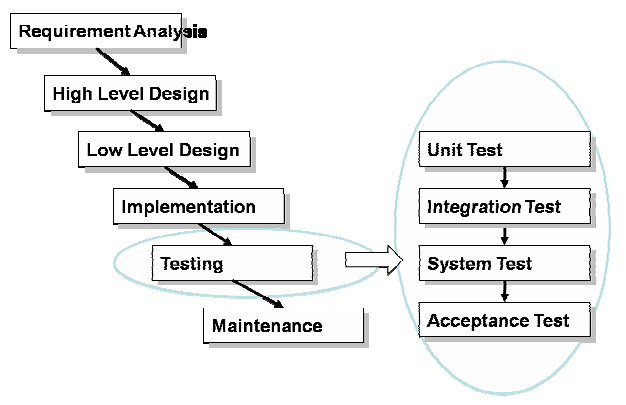 Requirement Analysis
High Level Design
Low Level Design
Implementation
Testing
Maintenance
Unit Test
Integration Test
System Test
Acceptance Test